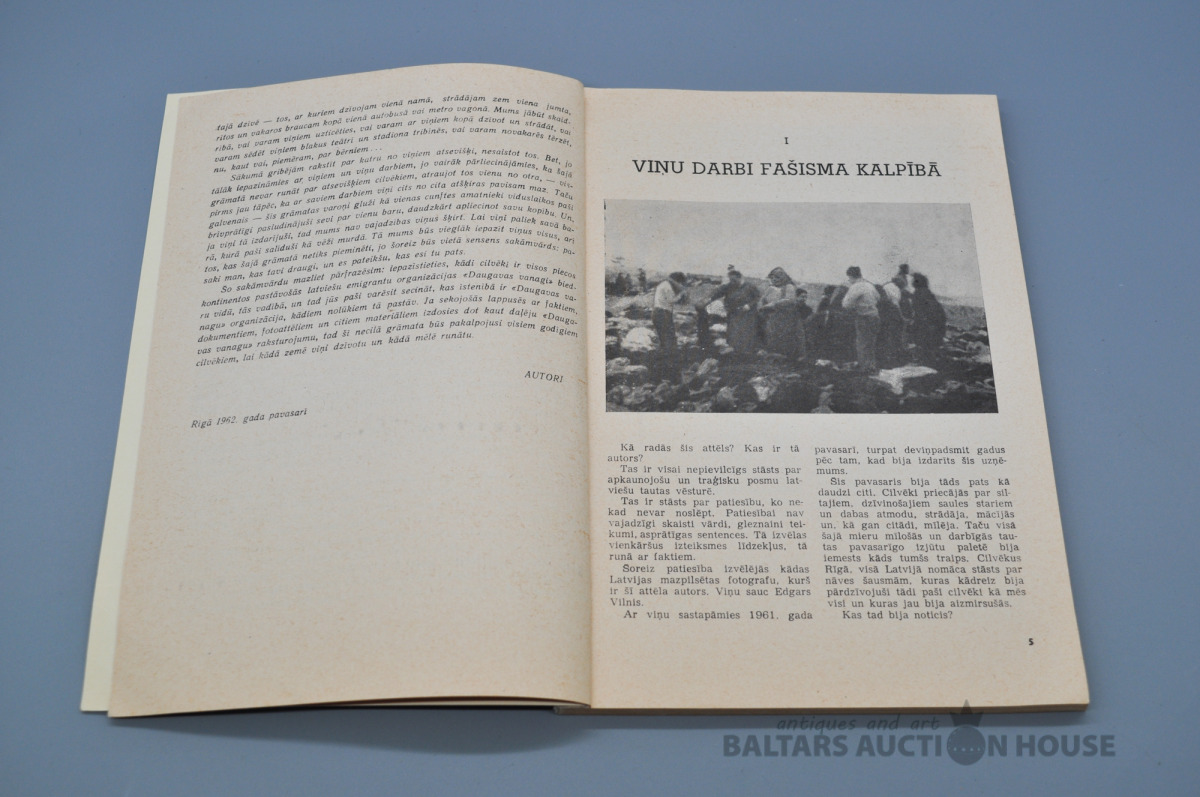 tajā dzīvē — tos, ar kuriem dzīvojam vienā namā, strādājam zem viena jumta,
rītos un vakaros braucam kopā vienā autobusā vai metro vagonā. Mums jābūt skaid-
rībā, vai varam viņiem uzticēties, vai varam ar viņiem kopā dzīvot un strādāt, vai
varam sēdēt viņiem blakus teātrī un stadiona tribīnēs, vai varam novakarēs tērzēt,
nu, kaut vai, piemēram, par bērniem...
Sākumā gribējām rakstīt par katru no viņiem atsevišķi, nesaistot tos. Bet, jo
tālāk iepazināmies ar viņiem un viņu darbiem, jo vairāk pārliecinājāmies, ka šajā
grāmatā nevar runāt par atsevišķiem cilvēkiem, atraujot tos vienu no otra, — vis-
pirms jau tāpēc, ka ar saviem darbiem viņi cits no cita atšķiras pavisam maz. Taču
galvenais — šīs grāmatas varoņi gluži kā vienas cunftes amatnieki viduslaikos paši
brīvprātīgi pasludinājuši sevi par vienu baru, daudzkārt apliecinot savu kopību. Un,
ja viņi tā izdarījuši, tad mums nav vajadzības viņus šķirt. Lai viņi paliek savā ba-
rā, kurā paši salīduši kā vēži murdā. Tā mums būs vieglāk iepazīt viņus visus, arī
tos, kas šajā grāmatā netiks pieminēti, jo šoreiz būs vietā sensens sakāmvārds: pa-
saki man, kas tavi draugi, un es pateikšu, kas esi tu pats.
Šo sakāmvārdu mazliet pārfrazēsim: iepazīstieties, kādi cilvēki ir visos piecos
kontinentos pastāvošās latviešu emigrantu organizācijas «Daugavas vanagi» bied-
ru vidū, tās vadībā, un tad jūs paši varēsit secināt, kas īstenībā ir «Daugavas va-
nagu» organizācija, kādiem nolūkiem tā pastāv. Ja sekojošās lappusēs ar faktiem,
dokumentiem, fotoattēliem un citiem materiāliem izdosies dot kaut daļēju «Dauga-
vas vanagu» raksturojumu, tad šī necilā grāmata būs pakalpojusi visiem godīgiem
cilvēkiem, lai kādā zemē viņi dzīvotu un kādā mēlē runātu.
AUTORI
Rīgā 1962. gada pavasarī
I
VIŅU DARBI FAŠISMA KALPĪBĀ
Kā radās šis attēls? Kas ir tā
autors?
Tas ir visai nepievilcīgs stāsts par
apkaunojošu un traģisku posmu lat-
viešu tautas vēsturē.
Tas ir stāsts par patiesību, ko ne-
kad nevar noslēpt. Patiesībai nav
vajadzīgi skaisti vārdi, gleznaini tei-
kumi, asprātīgas sentences. Tā izvēlas
vienkāršus izteiksmes līdzekļus, tā
runā ar faktiem.
Šoreiz patiesība izvēlējās kādas
Latvijas mazpilsētas fotogrāfu, kurš
ir šī attēla autors. Viņu sauc Edgars
Vilnis.
Ar viņu sastapāmies 1961. gada
pavasarī, turpat deviņpadsmit gadus
pēc tam, kad bija izdarīts šis uzņē-
mums.
Šis pavasaris bija tāds pats kā
daudzi citi. Cilvēki priecājās par sil-
tajiem, dzīvinošajiem saules stariem
un dabas atmodu, strādāja, mācījās
un, kā gan citādi, mīlēja. Taču visā
šajā mieru mīlošās un darbīgās tau-
tas pavasarīgo izjūtu paletē bija
iemests kāds tumšs traips. Cilvēkus
Rīgā, visā Latvijā nomāca stāsts par
nāves šausmām, kuras kādreiz bija
pārdzīvojuši tādi paši cilvēki kā mēs
visi un kuras jau bija aizmirsušās.
Kas tad bija noticis?
5
antiques and art
BALTARS AUCTION HOUSE